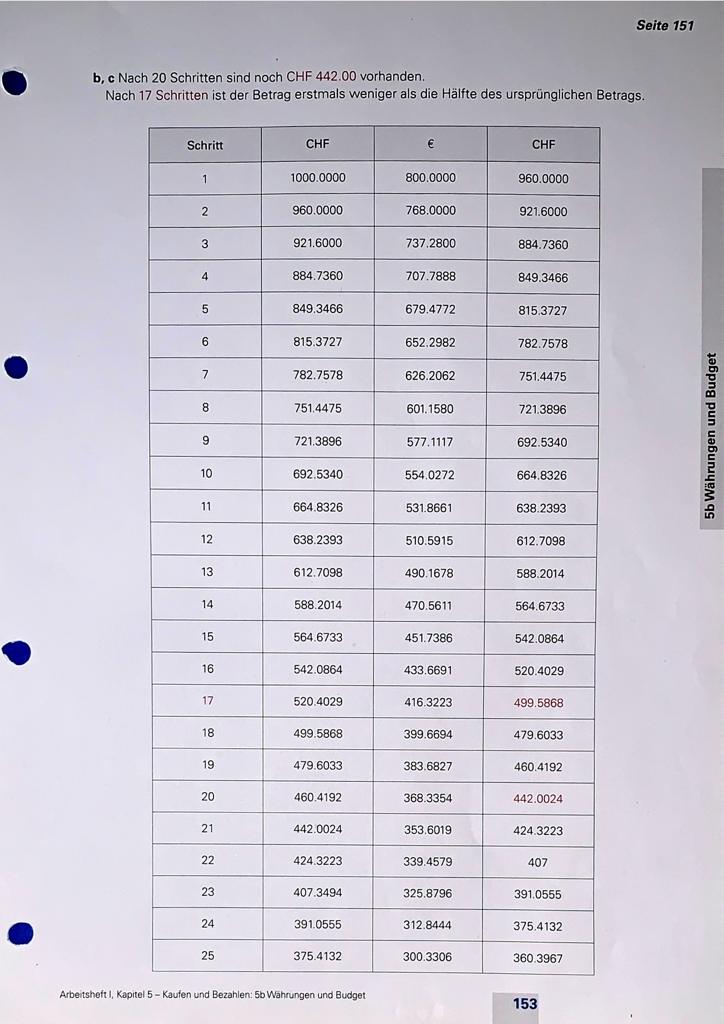 Seite 151
b, c Nach 20 Schritten sind noch CHF 442.00 vorhanden.
Nach 17 Schritten ist der Betrag erstmals weniger als die Hälfte des ursprünglichen Betrags.
Schritt CHF € CHF
1 1000.0000 800.0000 960.0000
2 960.0000 768.0000 921.6000
3 921.6000 737.2800 884.7360
4 884.7360 707.7888 849.3466
5 849.3466 679.4772 815.3727
6 815.3727 652.2982 782.7578
7 782.7578 626.2062 751.4475
8 751.4475 601.1580 721.3896
9 721.3896 577.1117 692.5340
10 692.5340 554.0272 664.8326
11 664.8326 531.8661 638.2393
12 638.2393 510.5915 612.7098
13 612.7098 490.1678 588.2014
14 588.2014 470.5611 564.6733
15 564.6733 451.7386 542.0864
16 542.0864 433.6691 520.4029
17 520.4029 416.3223 499.5868
18 499.5868 399.6694 479.6033
19 479.6033 383.6827 460.4192
20 460.4192 368.3354 442.0024
21 442.0024 353.6019 424.3223
22 424.3223 339.4579 407
23 407.3494 325.8796 391.0555
24 391.0555 312.8444 375.4132
25 375.4132 300.3306 360.3967
5b Währungen und Budget
Arbeitsheft I, Kapitel 5 – Kaufen und Bezahlen: 5b Währungen und Budget
153